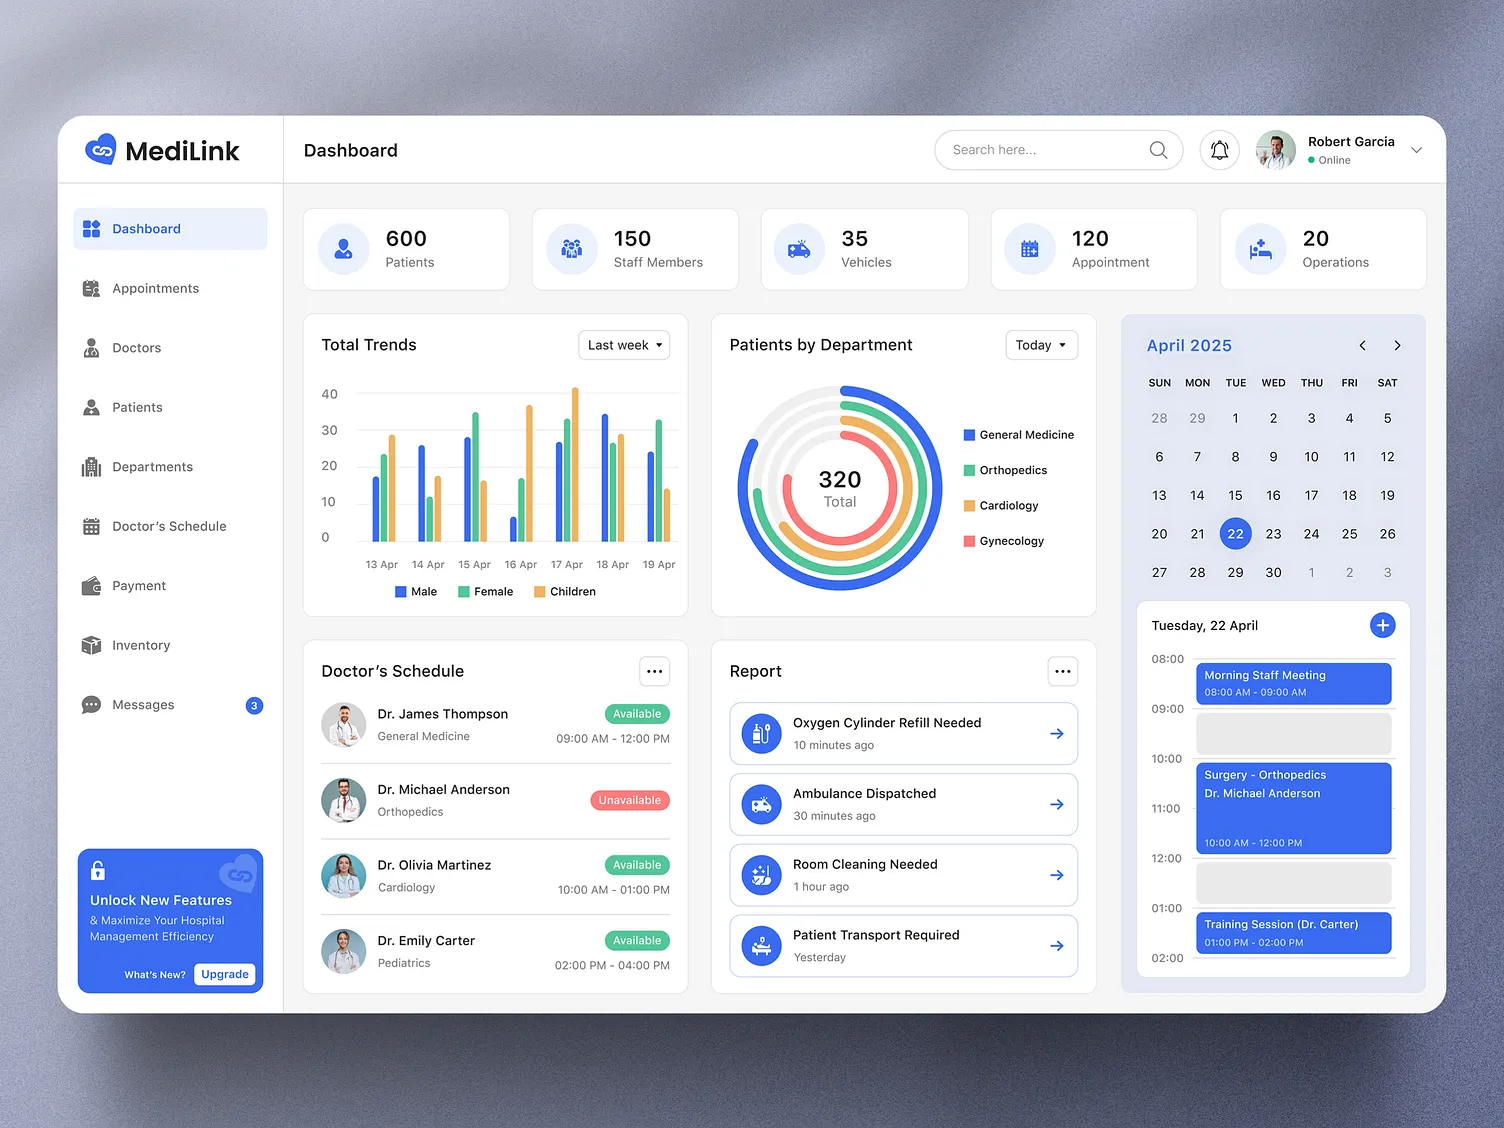 MediLink
Dashboard
Search here...
Robert Garcia
Online
Dashboard
Appointments
Doctors
Patients
Departments
Doctor's Schedule
Payment
Inventory
Messages
3
Unlock New Features
& Maximize Your Hospital
Management Efficiency
What's New?
Upgrade
600
Patients
150
Staff Members
35
Vehicles
120
Appointment
20
Operations
Total Trends
Last week
40
30
20
10
0
13 Apr 14 Apr 15 Apr 16 Apr 17 Apr 18 Apr 19 Apr
Male Female Children
Patients by Department
Today
320
Total
General Medicine
Orthopedics
Cardiology
Gynecology
Doctor's Schedule
Dr. James Thompson
General Medicine
Available
09:00 AM - 12:00 PM
Dr. Michael Anderson
Orthopedics
Unavailable
Dr. Olivia Martinez
Cardiology
Available
10:00 AM - 01:00 PM
Dr. Emily Carter
Pediatrics
Available
02:00 PM - 04:00 PM
Report
Oxygen Cylinder Refill Needed
10 minutes ago
Ambulance Dispatched
30 minutes ago
Room Cleaning Needed
1 hour ago
Patient Transport Required
Yesterday
April 2025
SUN MON TUE WED THU FRI SAT
28 29 1 2 3 4 5
6 7 8 9 10 11 12
13 14 15 16 17 18 19
20 21 22 23 24 25 26
27 28 29 30 1 2 3
Tuesday, 22 April
08:00
Morning Staff Meeting
08:00 AM - 09:00 AM
09:00
10:00
Surgery - Orthopedics
Dr. Michael Anderson
11:00
10:00 AM - 12:00 PM
12:00
01:00
Training Session (Dr. Carter)
01:00 PM - 02:00 PM
02:00